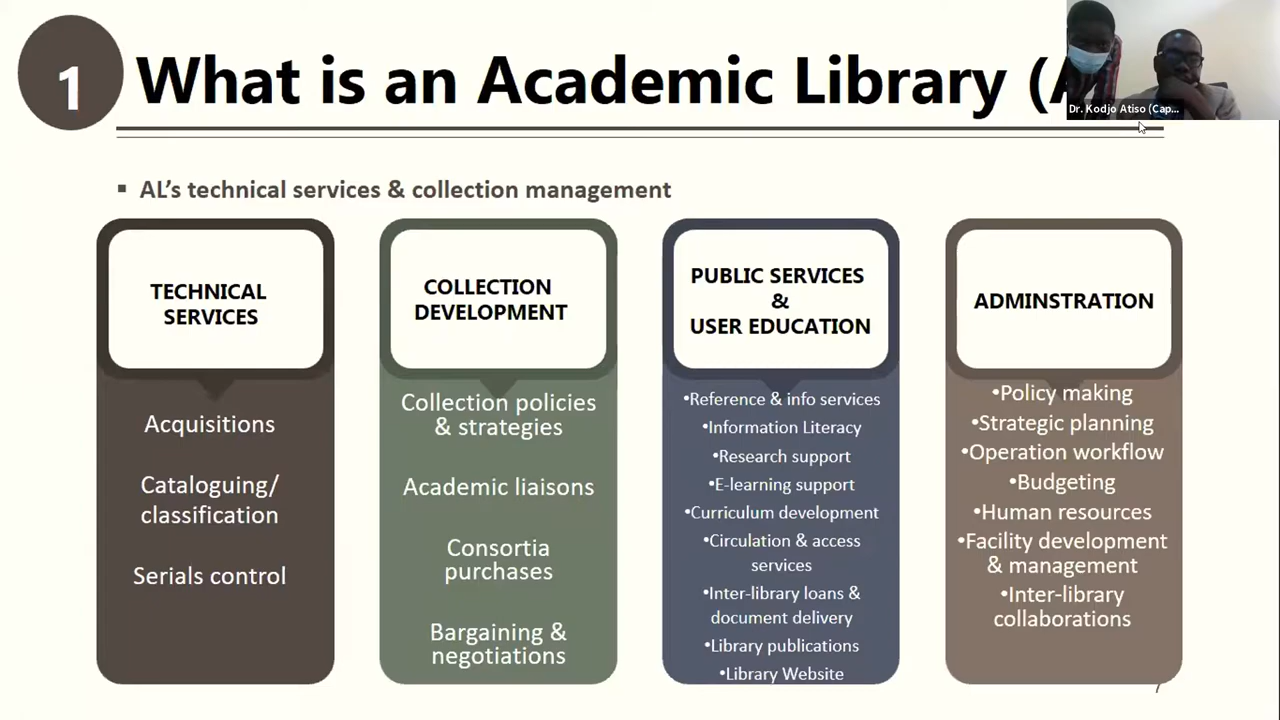 1
What is an Academic Library (A
Dr. Kodjo Atiso (Cap...
▪ AL's technical services & collection management
TECHNICAL
SERVICES
Acquisitions
Cataloguing/
classification
Serials control
COLLECTION
DEVELOPMENT
Collection policies
& strategies
Academic liaisons
Consortia
purchases
Bargaining &
negotiations
PUBLIC SERVICES
&
USER EDUCATION
•Reference & info services
•Information Literacy
•Research support
•E-learning support
•Curriculum development
•Circulation & access
services
•Inter-library loans &
document delivery
•Library publications
•Library Website
ADMINSTRATION
•Policy making
•Strategic planning
•Operation workflow
•Budgeting
•Human resources
•Facility development
& management
•Inter-library
collaborations
7